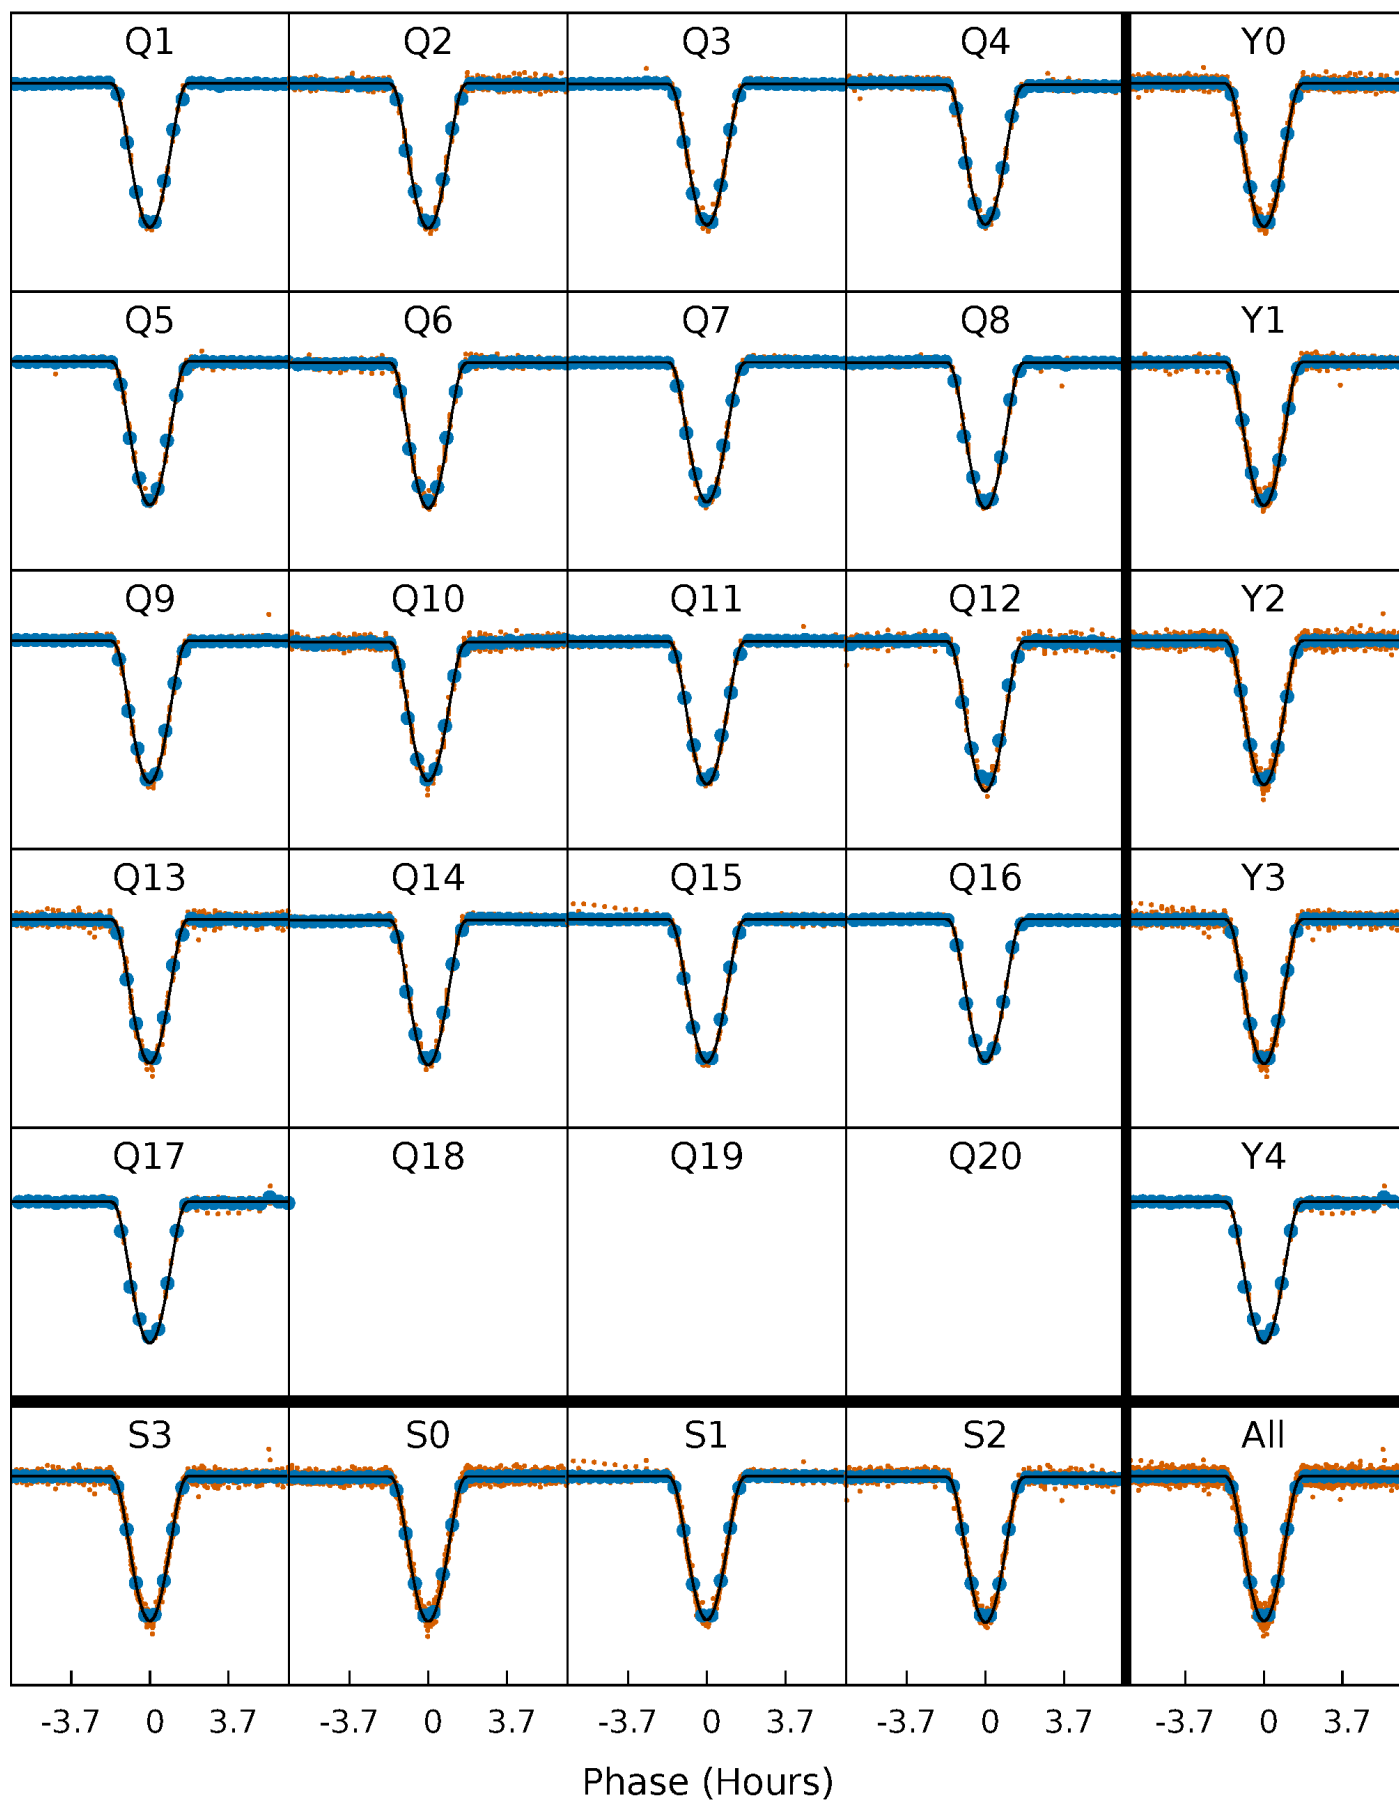 Q1 Q2 Q3 Q4 Y0
Q5 Q6 Q7 Q8 Y1
Q9 Q10 Q11 Q12 Y2
Q13 Q14 Q15 Q16 Y3
Q17 Q18 Q19 Q20 Y4
S3 S0 S1 S2 All
-3.7 0 3.7 -3.7 0 3.7 -3.7 0 3.7 -3.7 0 3.7 -3.7 0 3.7
Phase (Hours)